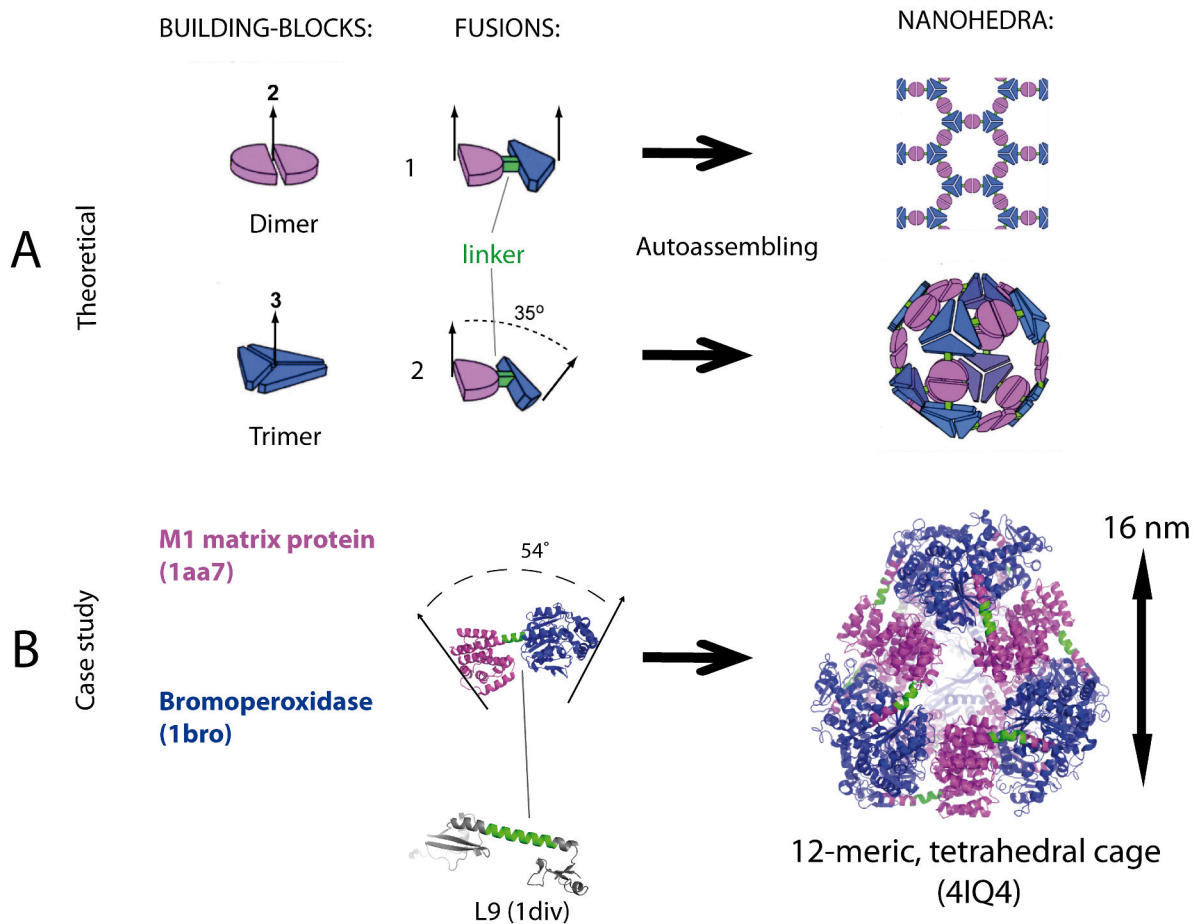 BUILDING-BLOCKS:
FUSIONS:
NANOHEDRA:
A
Theoretical
2
Dimer
1
linker
Autoassembling
3
Trimer
2
35º
B
Case study
M1 matrix protein
(1aa7)
Bromoperoxidase
(1bro)
54°
L9 (1div)
16 nm
12-meric, tetrahedral cage
(4IQ4)